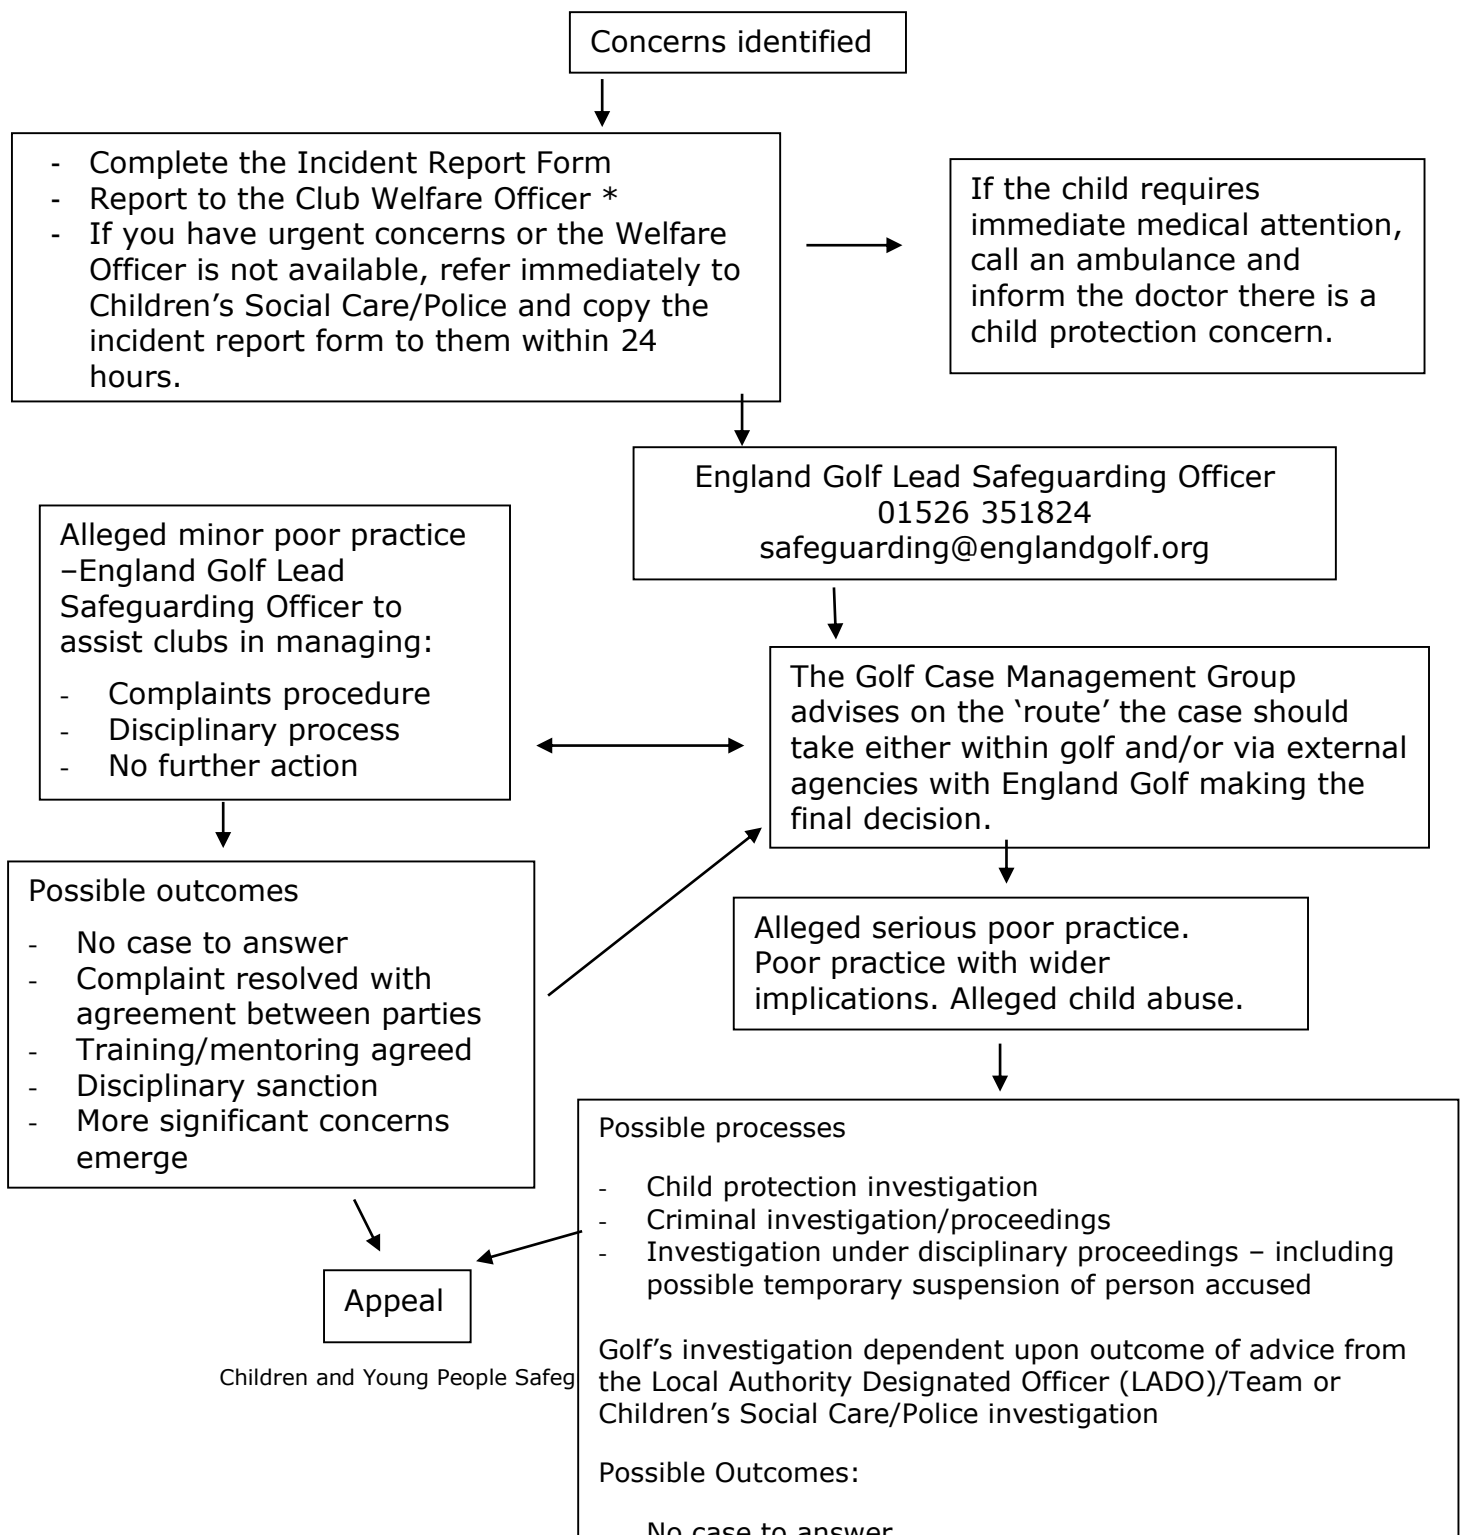 Concerns identified
- Complete the Incident Report Form
- Report to the Club Welfare Officer *
- If you have urgent concerns or the Welfare
Officer is not available, refer immediately to
Children’s Social Care/Police and copy the
incident report form to them within 24
hours.
If the child requires
immediate medical attention,
call an ambulance and
inform the doctor there is a
child protection concern.
England Golf Lead Safeguarding Officer
01526 351824
safeguarding@englandgolf.org
Alleged minor poor practice
–England Golf Lead
Safeguarding Officer to
assist clubs in managing:
- Complaints procedure
- Disciplinary process
- No further action
The Golf Case Management Group
advises on the ‘route’ the case should
take either within golf and/or via external
agencies with England Golf making the
final decision.
Possible outcomes
- No case to answer
- Complaint resolved with
agreement between parties
- Training/mentoring agreed
- Disciplinary sanction
- More significant concerns
emerge
Alleged serious poor practice.
Poor practice with wider
implications. Alleged child abuse.
Possible processes
- Child protection investigation
- Criminal investigation/proceedings
- Investigation under disciplinary proceedings – including
possible temporary suspension of person accused
Golf’s investigation dependent upon outcome of advice from
the Local Authority Designated Officer (LADO)/Team or
Children’s Social Care/Police investigation
Possible Outcomes:
No case to answer
Appeal
Children and Young People Safeg